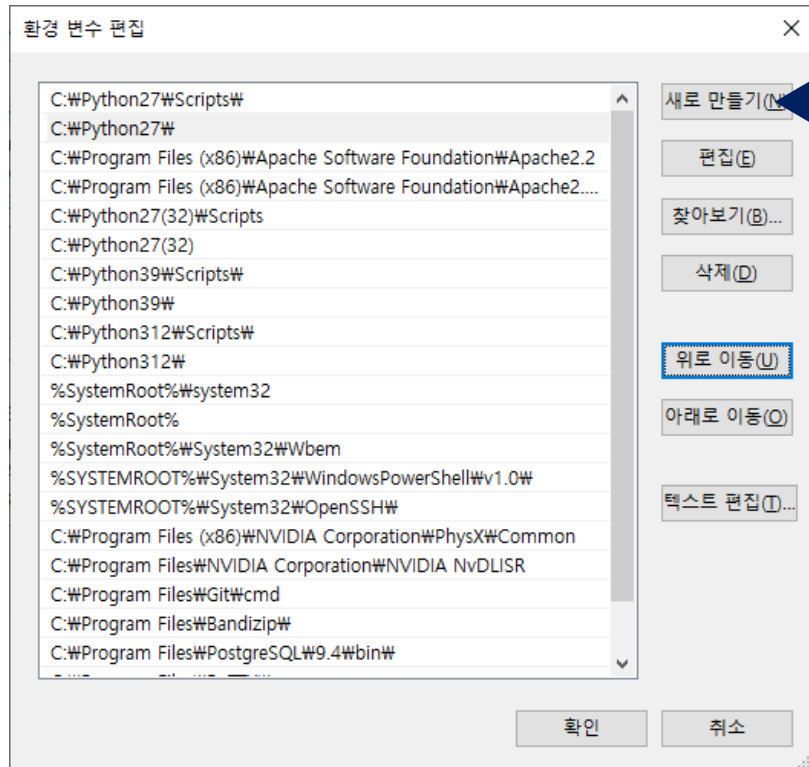 환경 변수 편집
C:₩Python27₩Scripts₩
C:₩Python27₩
C:₩Program Files (x86)₩Apache Software Foundation₩Apache2.2
C:₩Program Files (x86)₩Apache Software Foundation₩Apache2....
C:₩Python27(32)₩Scripts
C:₩Python27(32)
C:₩Python39₩Scripts₩
C:₩Python39₩
C:₩Python312₩Scripts₩
C:₩Python312₩
%SystemRoot%₩system32
%SystemRoot%
%SystemRoot%₩System32₩Wbem
%SYSTEMROOT%₩System32₩WindowsPowerShell₩v1.0₩
%SYSTEMROOT%₩System32₩OpenSSH₩
C:₩Program Files (x86)₩NVIDIA Corporation₩PhysX₩Common
C:₩Program Files₩NVIDIA Corporation₩NVIDIA NvDLISR
C:₩Program Files₩Git₩cmd
C:₩Program Files₩Bandizip₩
C:₩Program Files₩PostgreSQL₩9.4₩bin₩
새로 만들기(N)
편집(E)
찾아보기(B)...
삭제(D)
위로 이동(U)
아래로 이동(O)
텍스트 편집(T)...
확인
취소